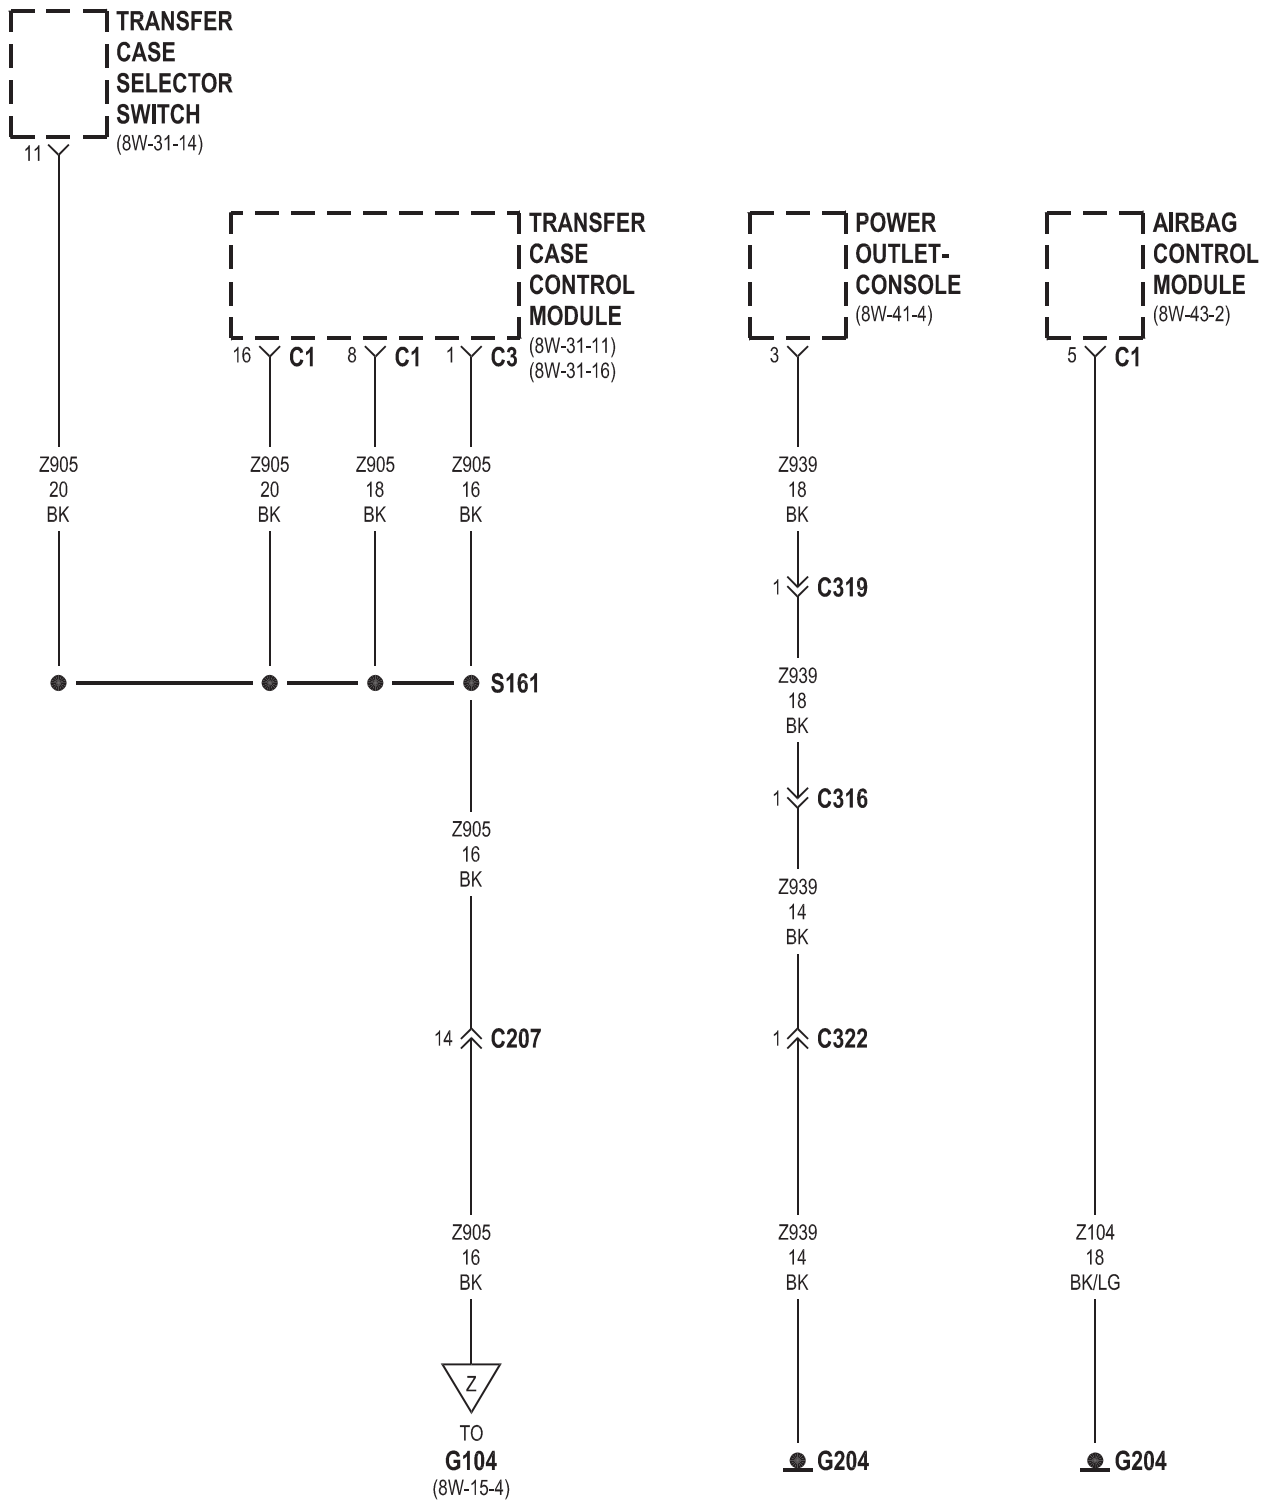 TRANSFER
CASE
SELECTOR
SWITCH
(8W-31-14)
11
TRANSFER
CASE
CONTROL
MODULE
(8W-31-11)
(8W-31-16)
16 C1
8 C1
1 C3
POWER
OUTLET-
CONSOLE
(8W-41-4)
3
AIRBAG
CONTROL
MODULE
(8W-43-2)
5 C1
Z905
20
BK
Z905
20
BK
Z905
18
BK
Z905
16
BK
Z939
18
BK
1 C319
S161
Z939
18
BK
1 C316
Z905
16
BK
Z939
14
BK
14 C207
1 C322
Z905
16
BK
Z939
14
BK
Z104
18
BK/LG
Z
TO
G104
(8W-15-4)
G204
G204